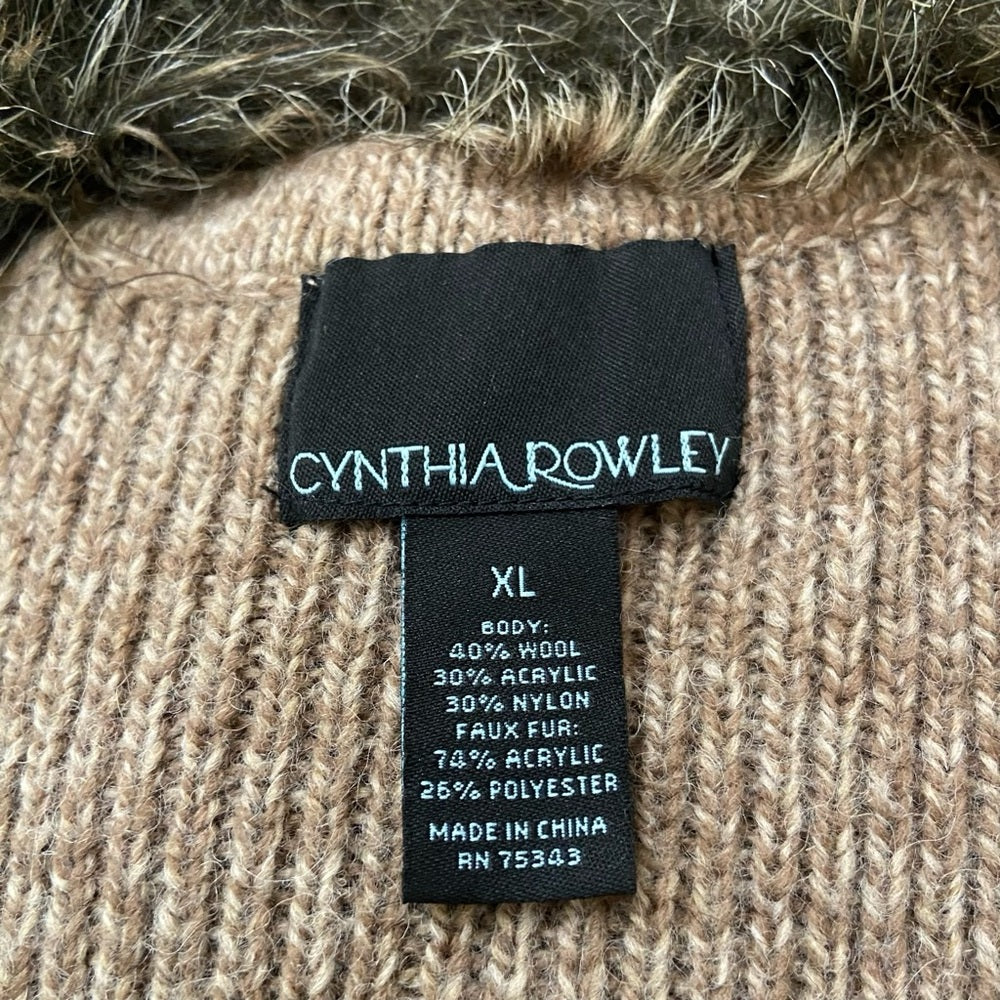 CYNTHIA ROWLEY
XL
BODY:
40% WOOL
30% ACRYLIC
30% NYLON
FAUX FUR:
74% ACRYLIC
26% POLYESTER
MADE IN CHINA
RN 75343